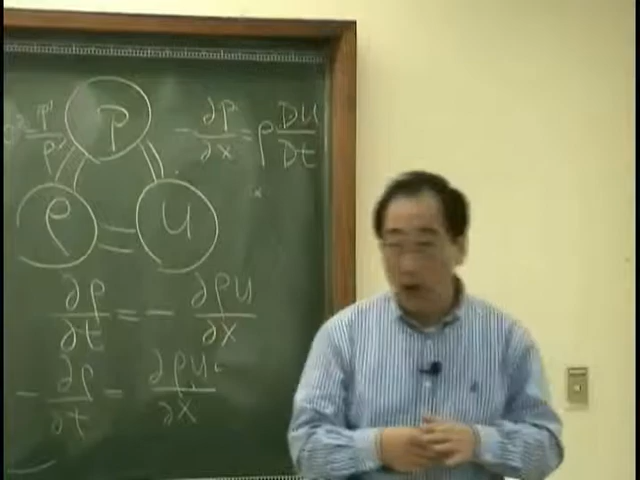 P
p'/ρ'
-∂p/∂x = ρ DU/Dt
ρ
u
∂ρ/∂t = - ∂ρu/∂x
- ∂ρ/∂t = ∂ρu/∂x